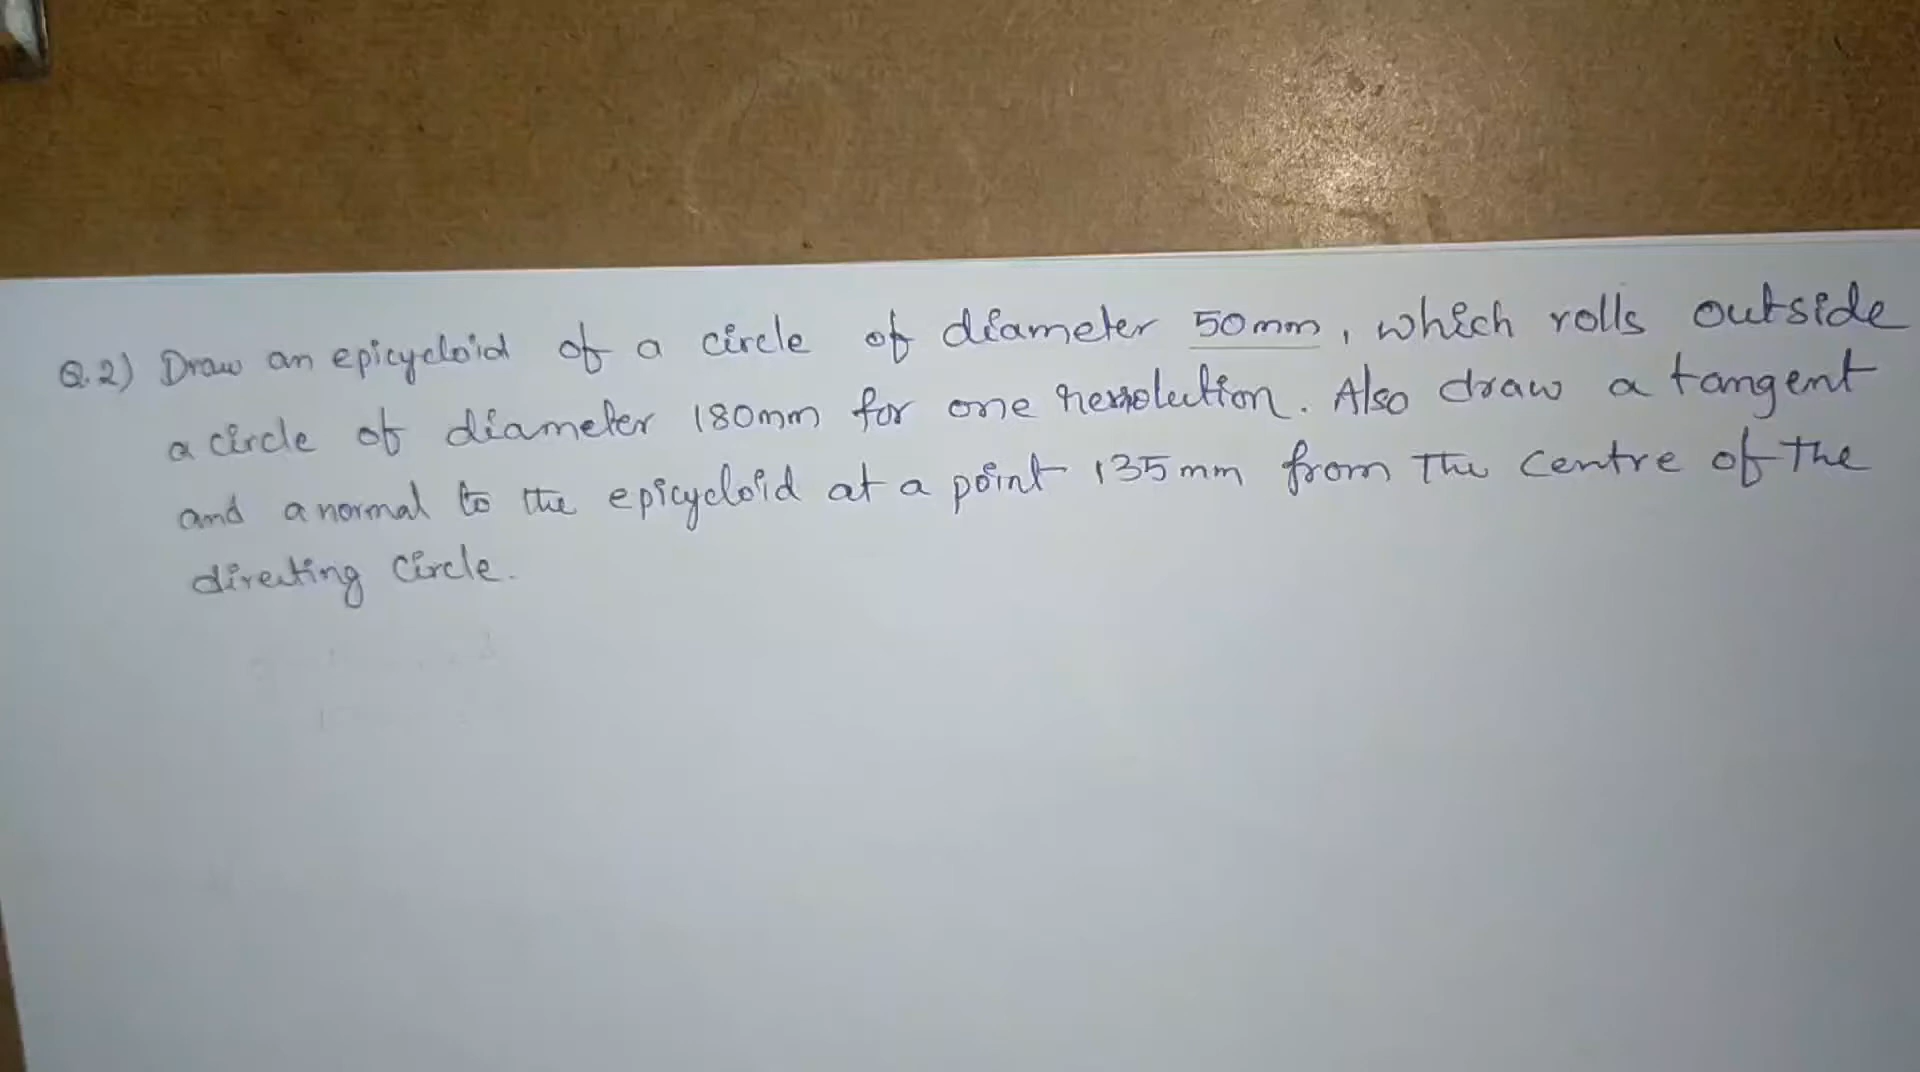 Q.2) Draw an epicycloid of a circle of diameter 50mm, which rolls outside
a circle of diameter 180mm for one revolution. Also draw a tangent
and a normal to the epicycloid at a point 135mm from the centre of the
directing circle.